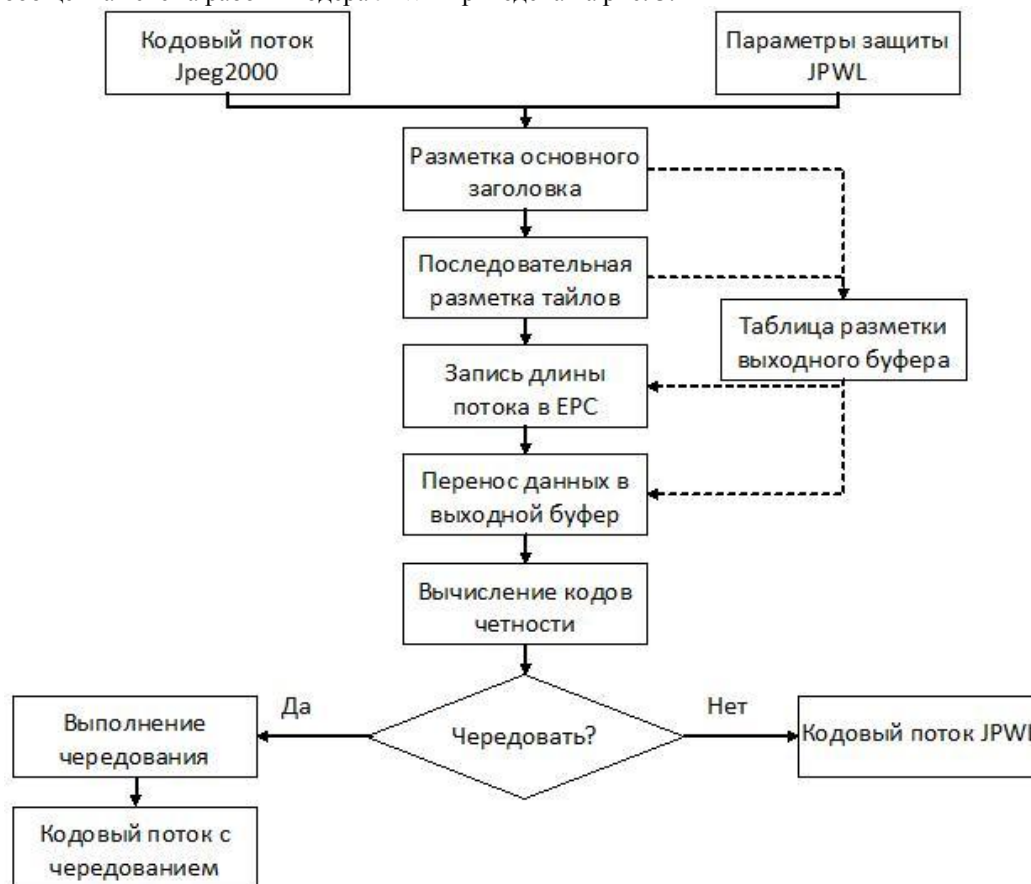 Кодовый поток
Jpeg2000
Параметры защиты
JPWL
Разметка основного
заголовка
Последовательная
разметка тайлов
Таблица разметки
выходного буфера
Запись длины
потока в EPC
Перенос данных в
выходной буфер
Вычисление кодов
четности
Да
Нет
Выполнение
чередования
Чередовать?
Кодовый поток JPWL
Кодовый поток с
чередованием